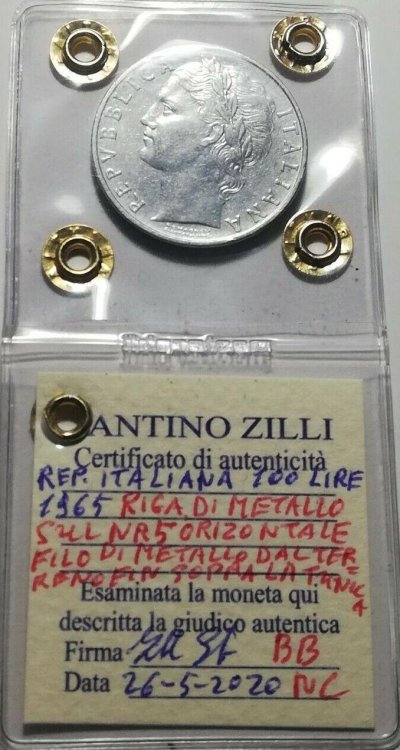 REPVBBLICA ITALIANA
ANTINO ZILLI
Certificato di autenticità
REP. ITALIANA 100 LIRE
1965 RIGA DI METALLO
SUL NR 5 ORIZONTALE
FILO DI METALLO DAL TER=
RENO FIN SOPRA LA TUNICA
Esaminata la moneta qui
descritta la giudico autentica
Firma BB
Data 26-5-2020 NC